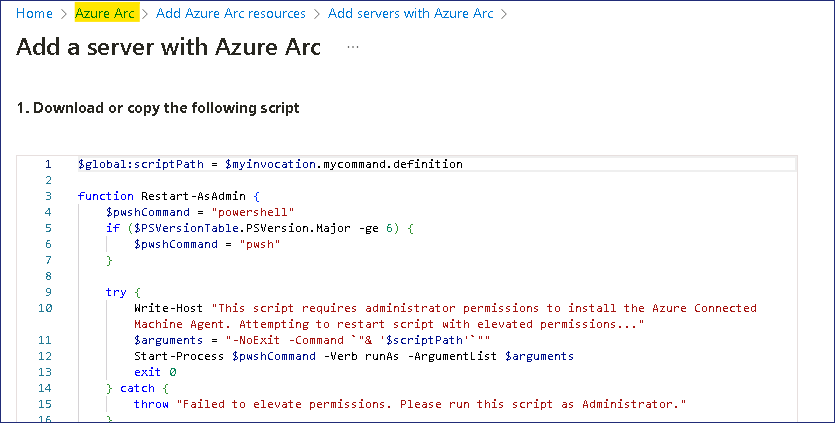 Home > Azure Arc > Add Azure Arc resources > Add servers with Azure Arc >
Add a server with Azure Arc ...
1. Download or copy the following script
1 $global:scriptPath = $myinvocation.mycommand.definition
2
3 function Restart-AsAdmin {
4     $pwshCommand = "powershell"
5     if ($PSVersionTable.PSVersion.Major -ge 6) {
6         $pwshCommand = "pwsh"
7     }
8
9     try {
10         Write-Host "This script requires administrator permissions to install the Azure Connected
Machine Agent. Attempting to restart script with elevated permissions..."
11         $arguments = "-NoExit -Command `"& '$scriptPath'`""
12         Start-Process $pwshCommand -Verb runAs -ArgumentList $arguments
13         exit 0
14     } catch {
15         throw "Failed to elevate permissions. Please run this script as Administrator."
16     }